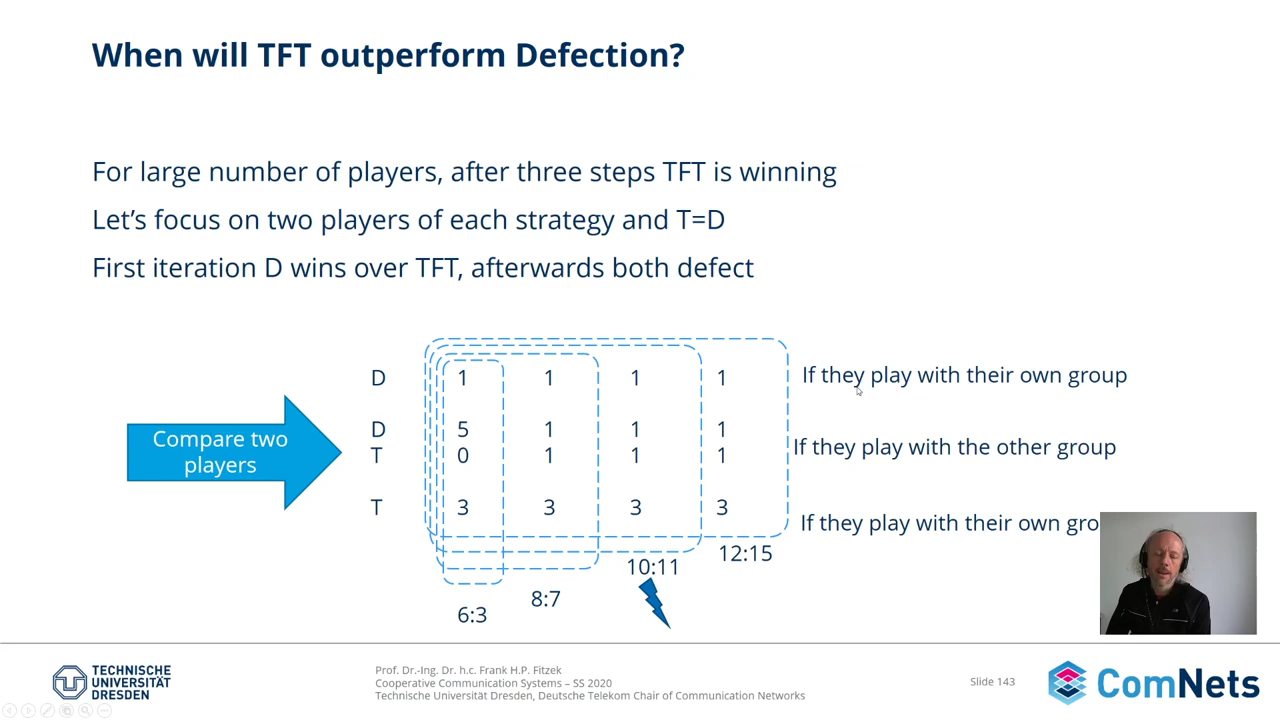 When will TFT outperform Defection?
For large number of players, after three steps TFT is winning
Let's focus on two players of each strategy and T=D
First iteration D wins over TFT, afterwards both defect
Compare two
players
D 1 1 1 1 If they play with their own group
D 5 1 1 1
T 0 1 1 1
If they play with the other group
T 3 3 3 3 If they play with their own gro
6:3 8:7 10:11 12:15
TECHNISCHE
UNIVERSITÄT
DRESDEN
Prof. Dr.-Ing. Dr. h.c. Frank H.P. Fitzek
Cooperative Communication Systems – SS 2020
Technische Universität Dresden, Deutsche Telekom Chair of Communication Networks
Slide 143
ComNets